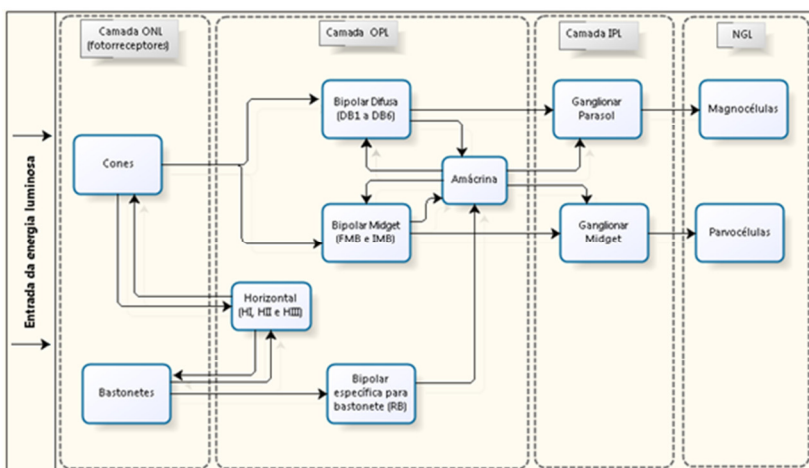 Camada ONL
(fotorreceptores)
Camada OPL
Camada IPL
NGL
Entrada da energia luminosa
Cones
Bastonetes
Horizontal
(HI, HII e HIII)
Bipolar Difusa
(DB1 a DB6)
Bipolar Midget
(FMB e IMB)
Amácrina
Bipolar
específica para
bastonete (RB)
Ganglionar
Parasol
Ganglionar
Midget
Magnocélulas
Parvocélulas